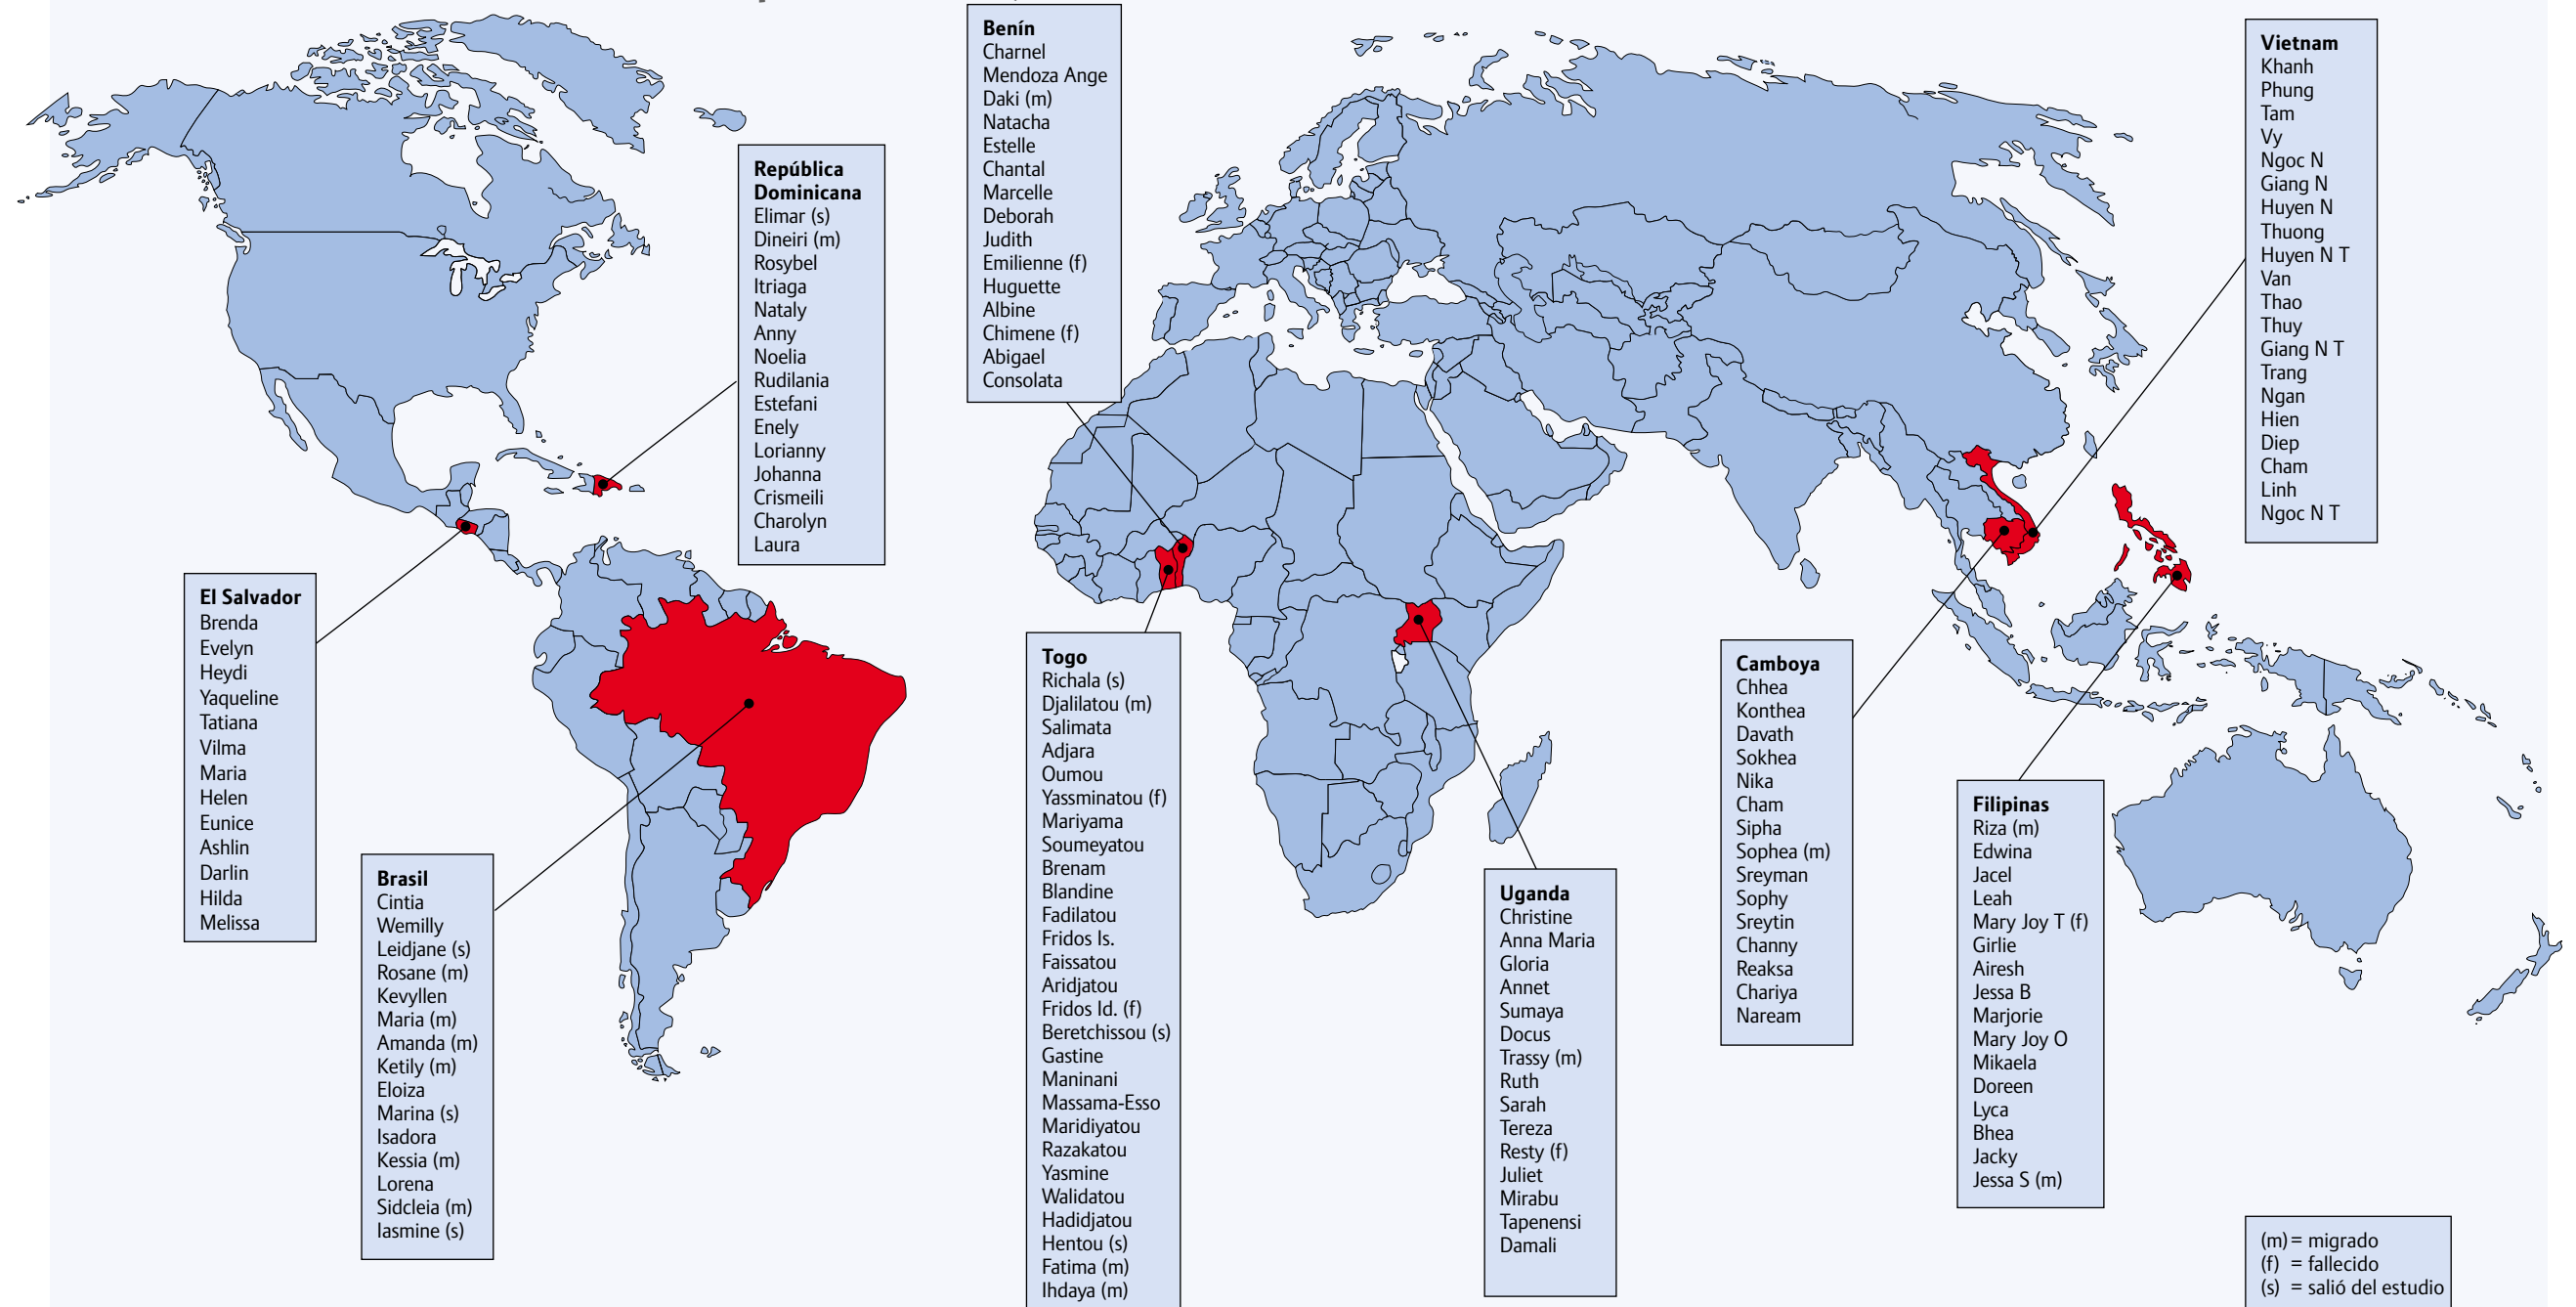 Benín
Charnel
Mendoza Ange
Daki (m)
Natacha
Estelle
Chantal
Marcelle
Deborah
Judith
Emilienne (f)
Huguette
Albine
Chimene (f)
Abigael
Consolata
Vietnam
Khanh
Phung
Tam
Vy
Ngoc N
Giang N
Huyen N
Thuong
Huyen N T
Van
Thao
Thuy
Giang N T
Trang
Ngan
Hien
Diep
Cham
Linh
Ngoc N T
República
Dominicana
Elimar (s)
Dineiri (m)
Rosybel
Itriaga
Nataly
Anny
Noelia
Rudilania
Estefani
Enely
Lorianny
Johanna
Crismeili
Charolyn
Laura
El Salvador
Brenda
Evelyn
Heydi
Yaqueline
Tatiana
Vilma
Maria
Helen
Eunice
Ashlin
Darlin
Hilda
Melissa
Brasil
Cintia
Wemilly
Leidjane (s)
Rosane (m)
Kevyllen
Maria (m)
Amanda (m)
Ketily (m)
Eloiza
Marina (s)
Isadora
Kessia (m)
Lorena
Sidcleia (m)
Iasmine (s)
Togo
Richala (s)
Djalilatou (m)
Salimata
Adjara
Oumou
Yassminatou (f)
Mariyama
Soumeyatou
Brenam
Blandine
Fadilatou
Fridos Is.
Faissatou
Aridjatou
Fridos Id. (f)
Beretchissou (s)
Gastine
Maninani
Massama-Esso
Maridiyatou
Razakatou
Yasmine
Walidatou
Hadidjatou
Hentou (s)
Fatima (m)
Ihdaya (m)
Uganda
Christine
Anna Maria
Gloria
Annet
Sumaya
Docus
Trassy (m)
Ruth
Sarah
Tereza
Resty (f)
Juliet
Mirabu
Tapenensi
Damali
Camboya
Chhea
Konthea
Davath
Sokhea
Nika
Cham
Sipha
Sophea (m)
Sreyman
Sophy
Sreytin
Channy
Reaksa
Chariya
Naream
Filipinas
Riza (m)
Edwina
Jacel
Leah
Mary Joy T (f)
Girlie
Airesh
Jessa B
Marjorie
Mary Joy O
Mikaela
Doreen
Lyca
Bhea
Jacky
Jessa S (m)
(m) = migrado
(f) = fallecido
(s) = salió del estudio